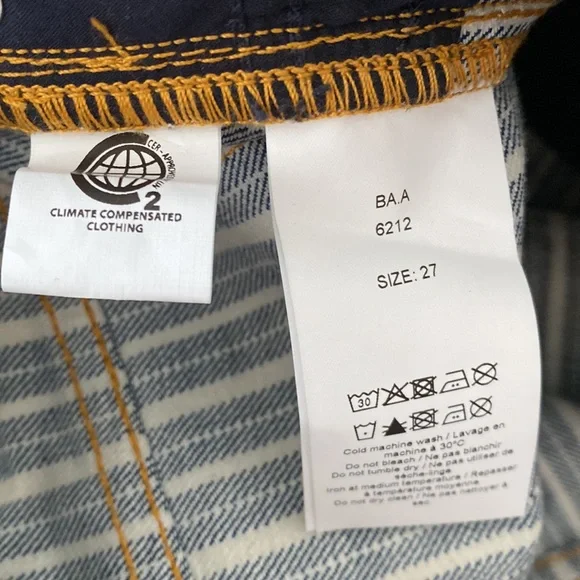 CER-APPROVED
2
CLIMATE COMPENSATED
CLOTHING
BA.A
6212
SIZE: 27
30
Cold machine wash / Lavage en
machine à 30°C
Do not bleach / Ne pas blanchir
Do not tumble dry / Ne pas utiliser de
sèche-linge
Iron at medium temperature / Repasser
à température moyenne
Do not dry clean / Ne pas nettoyer à
sec